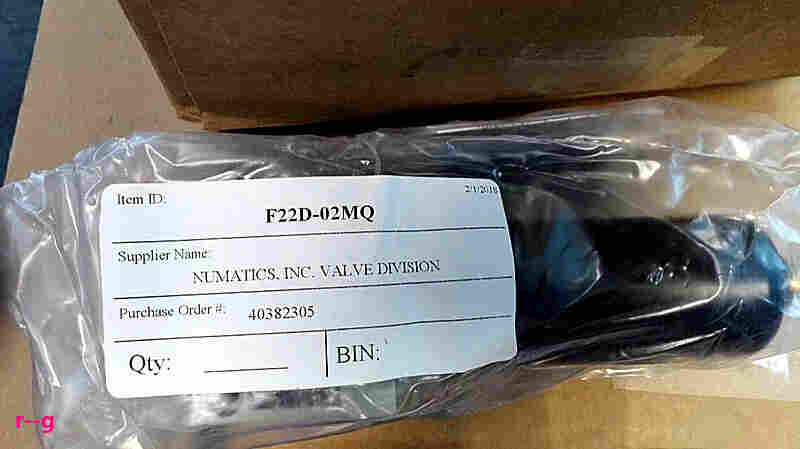 Item ID:
2/1/2018
F22D-02MQ
Supplier Name:
NUMATICS, INC. VALVE DIVISION
Purchase Order #: 40382305
Qty: BIN:
r--g